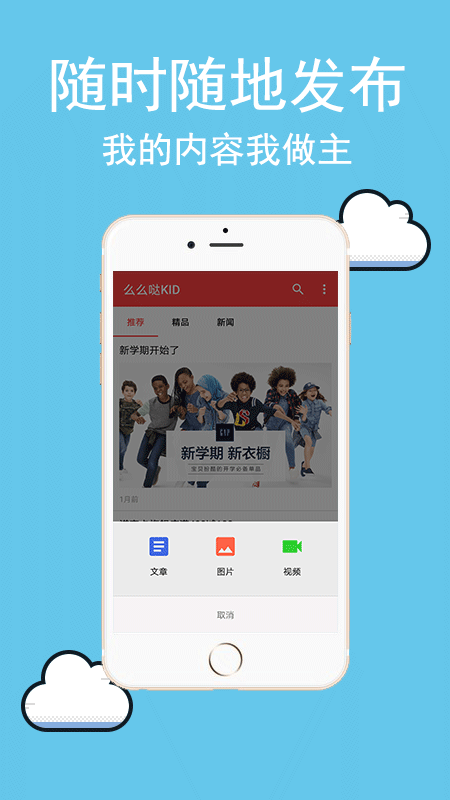 随时随地发布
我的内容我做主
么么哒KID
推荐 精品 新闻
新学期开始了
GAP
新学期 新衣橱
宝贝扮酷的开学必备单品
1月前
文章 图片 视频
取消